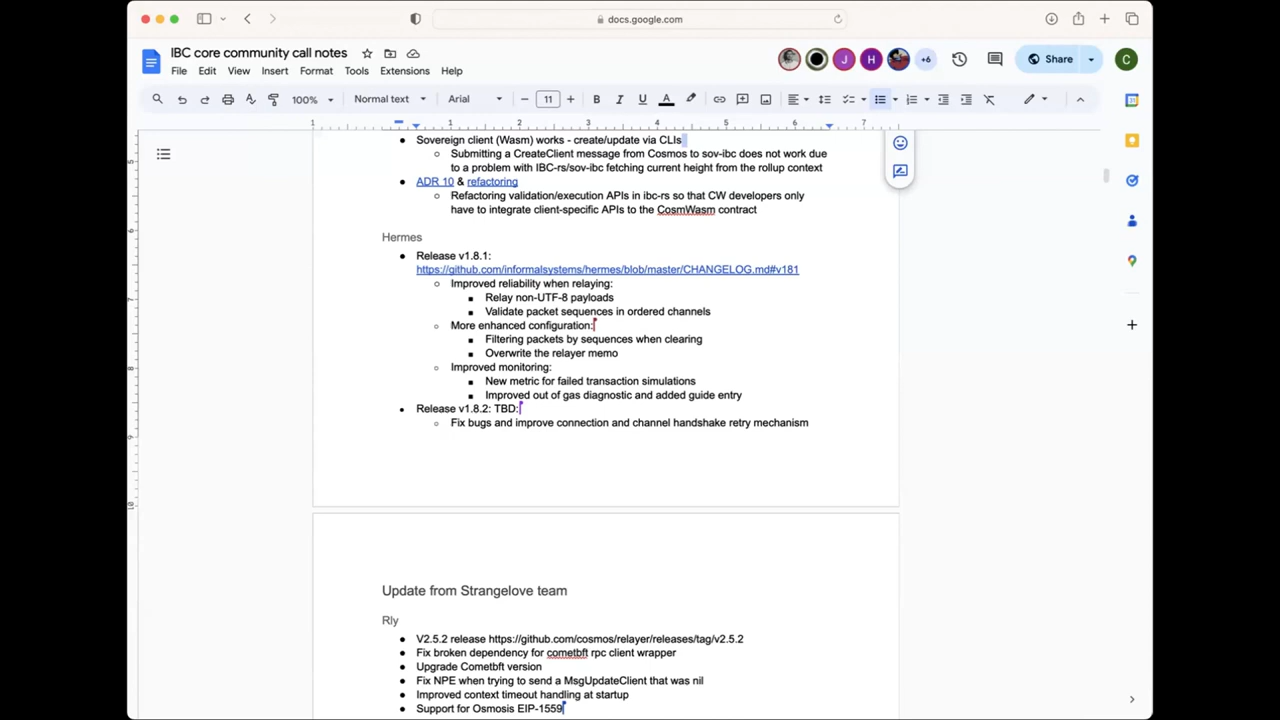 docs.google.com
IBC core community call notes
File Edit View Insert Format Tools Extensions Help
J H +6 Share C
100% Normal text Arial 11 B I U A
1 1 2 3 4 5 6 7
Sovereign client (Wasm) works - create/update via CLIs
Submitting a CreateClient message from Cosmos to sov-ibc does not work due
to a problem with IBC-rs/sov-ibc fetching current height from the rollup context
ADR 10 & refactoring
Refactoring validation/execution APIs in ibc-rs so that CW developers only
have to integrate client-specific APIs to the CosmWasm contract
Hermes
Release v1.8.1:
https://github.com/informalsystems/hermes/blob/master/CHANGELOG.md#v181
Improved reliability when relaying:
Relay non-UTF-8 payloads
Validate packet sequences in ordered channels
More enhanced configuration:
Filtering packets by sequences when clearing
Overwrite the relayer memo
Improved monitoring:
New metric for failed transaction simulations
Improved out of gas diagnostic and added guide entry
Release v1.8.2: TBD:
Fix bugs and improve connection and channel handshake retry mechanism
Update from Strangelove team
Rly
V2.5.2 release https://github.com/cosmos/relayer/releases/tag/v2.5.2
Fix broken dependency for cometbft rpc client wrapper
Upgrade Cometbft version
Fix NPE when trying to send a MsgUpdateClient that was nil
Improved context timeout handling at startup
Support for Osmosis EIP-1559